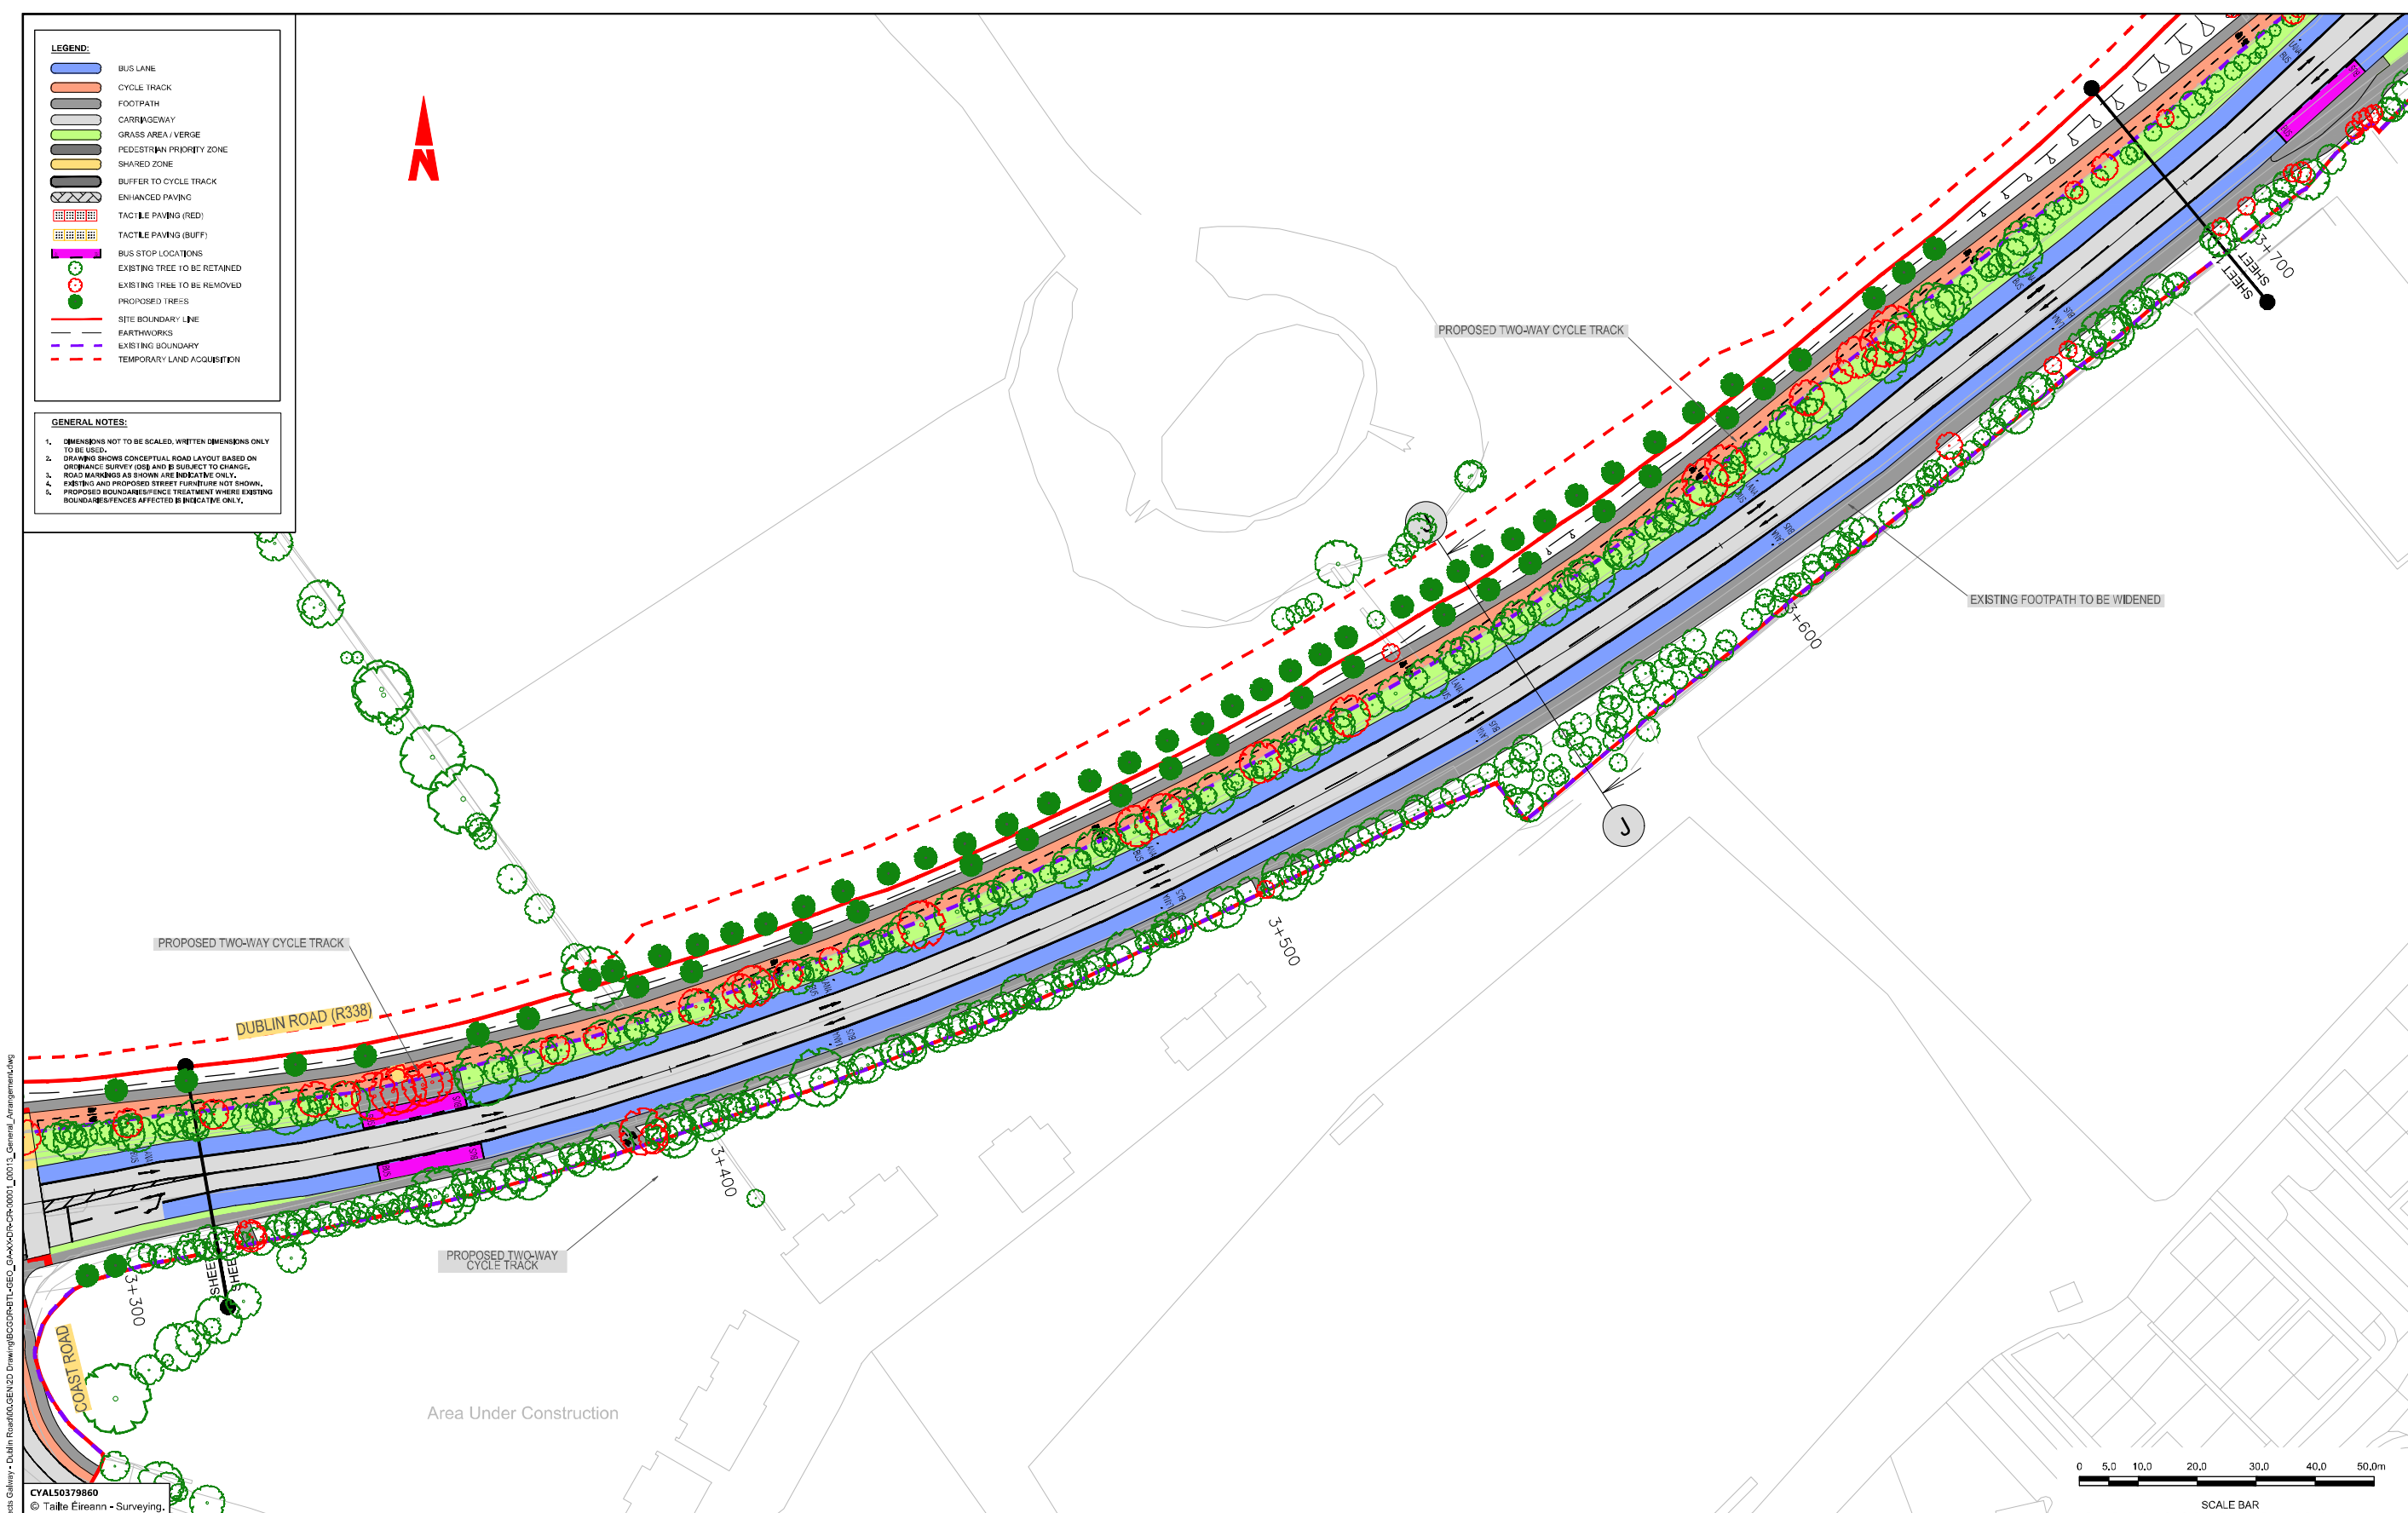 LEGEND:
BUS LANE
CYCLE TRACK
FOOTPATH
CARRIAGEWAY
GRASS AREA / VERGE
PEDESTRIAN PRIORITY ZONE
SHARED ZONE
BUFFER TO CYCLE TRACK
ENHANCED PAVING
TACTILE PAVING (RED)
TACTILE PAVING (BUFF)
BUS STOP LOCATIONS
EXISTING TREE TO BE RETAINED
EXISTING TREE TO BE REMOVED
PROPOSED TREES
SITE BOUNDARY LINE
EARTHWORKS
EXISTING BOUNDARY
TEMPORARY LAND ACQUISITION
GENERAL NOTES:
1. DIMENSIONS NOT TO BE SCALED, WRITTEN DIMENSIONS ONLY
TO BE USED.
2. DRAWING SHOWS CONCEPTUAL ROAD LAYOUT BASED ON
ORDINANCE SURVEY (OSI) AND IS SUBJECT TO CHANGE.
3. ROAD MARKINGS AS SHOWN ARE INDICATIVE ONLY.
4. EXISTING AND PROPOSED STREET FURNITURE NOT SHOWN.
5. PROPOSED BOUNDARIES/FENCE TREATMENT WHERE EXISTING
BOUNDARIES/FENCES AFFECTED IS INDICATIVE ONLY.
N
PROPOSED TWO-WAY CYCLE TRACK
3+700
SHEET
SHEET
EXISTING FOOTPATH TO BE WIDENED
3+600
J
J
3+500
PROPOSED TWO-WAY CYCLE TRACK
DUBLIN ROAD (R338)
3+400
PROPOSED TWO-WAY
CYCLE TRACK
3+300
COAST ROAD
BUS
LANA
Area Under Construction
0 5.0 10.0 20.0 30.0 40.0 50.0m
SCALE BAR
CYAL50379860
© Tailte Éireann - Surveying.